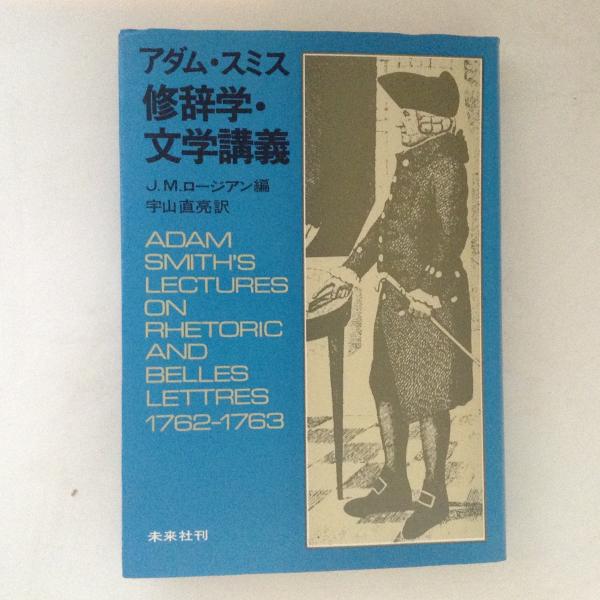 アダム・スミス
修辞学・
文学講義
J.M.ロージアン編
宇山直亮訳
ADAM
SMITH'S
LECTURES
ON
RHETORIC
AND
BELLES
LETTRES
1762-1763
未来社刊